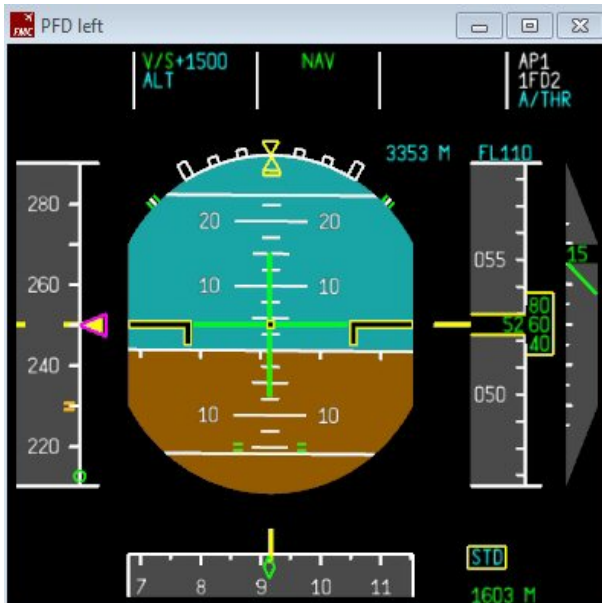 FMC PFD left
V/S+1500 NAV AP1
ALT 1FD2
A/THR
3353 M FL110
280 20 20
055 15
260 10 10
80
52 60
40
240
050
10 10
220
STD
7 8 9 10 11
1603 M